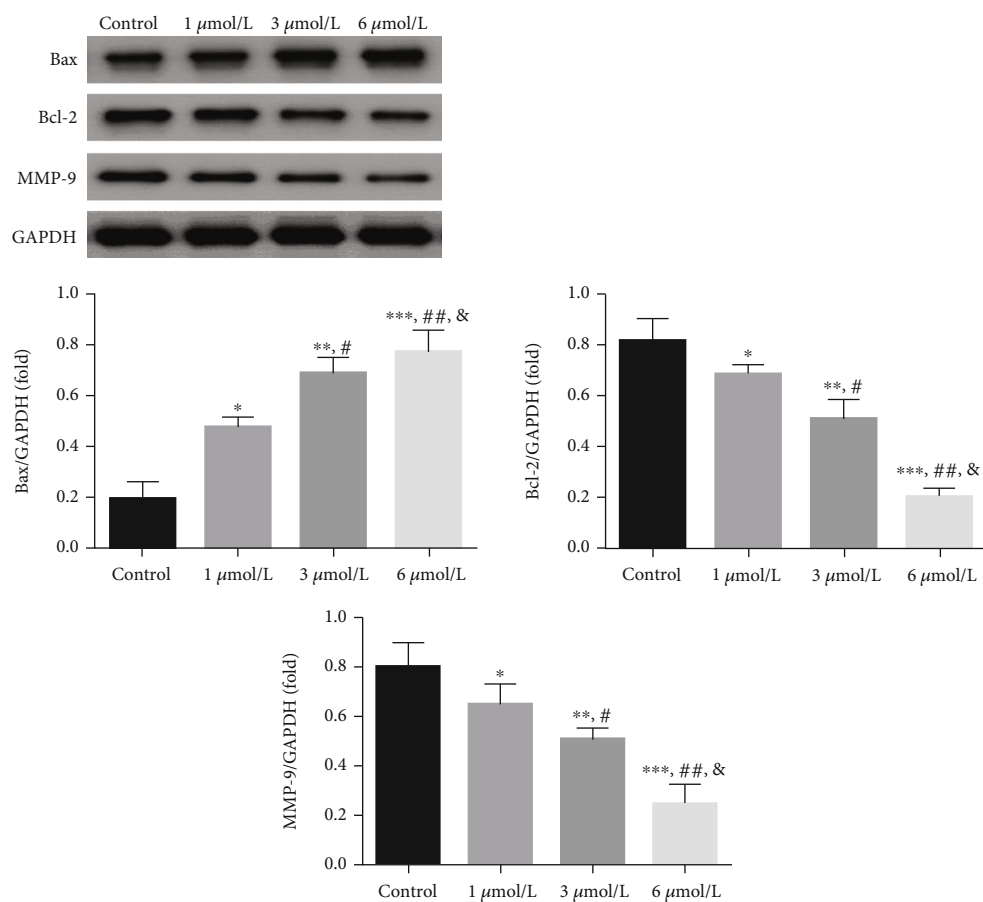 Control 1 μmol/L 3 μmol/L 6 μmol/L
Bax
Bcl-2
MMP-9
GAPDH
Bax/GAPDH (fold)
1.0
0.8
0.6
0.4
0.2
0.0
*
**, #
***, ##, &
Control 1 μmol/L 3 μmol/L 6 μmol/L
Bcl-2/GAPDH (fold)
1.0
0.8
0.6
0.4
0.2
0.0
*
**, #
***, ##, &
Control 1 μmol/L 3 μmol/L 6 μmol/L
MMP-9/GAPDH (fold)
1.0
0.8
0.6
0.4
0.2
0.0
*
**, #
***, ##, &
Control 1 μmol/L 3 μmol/L 6 μmol/L